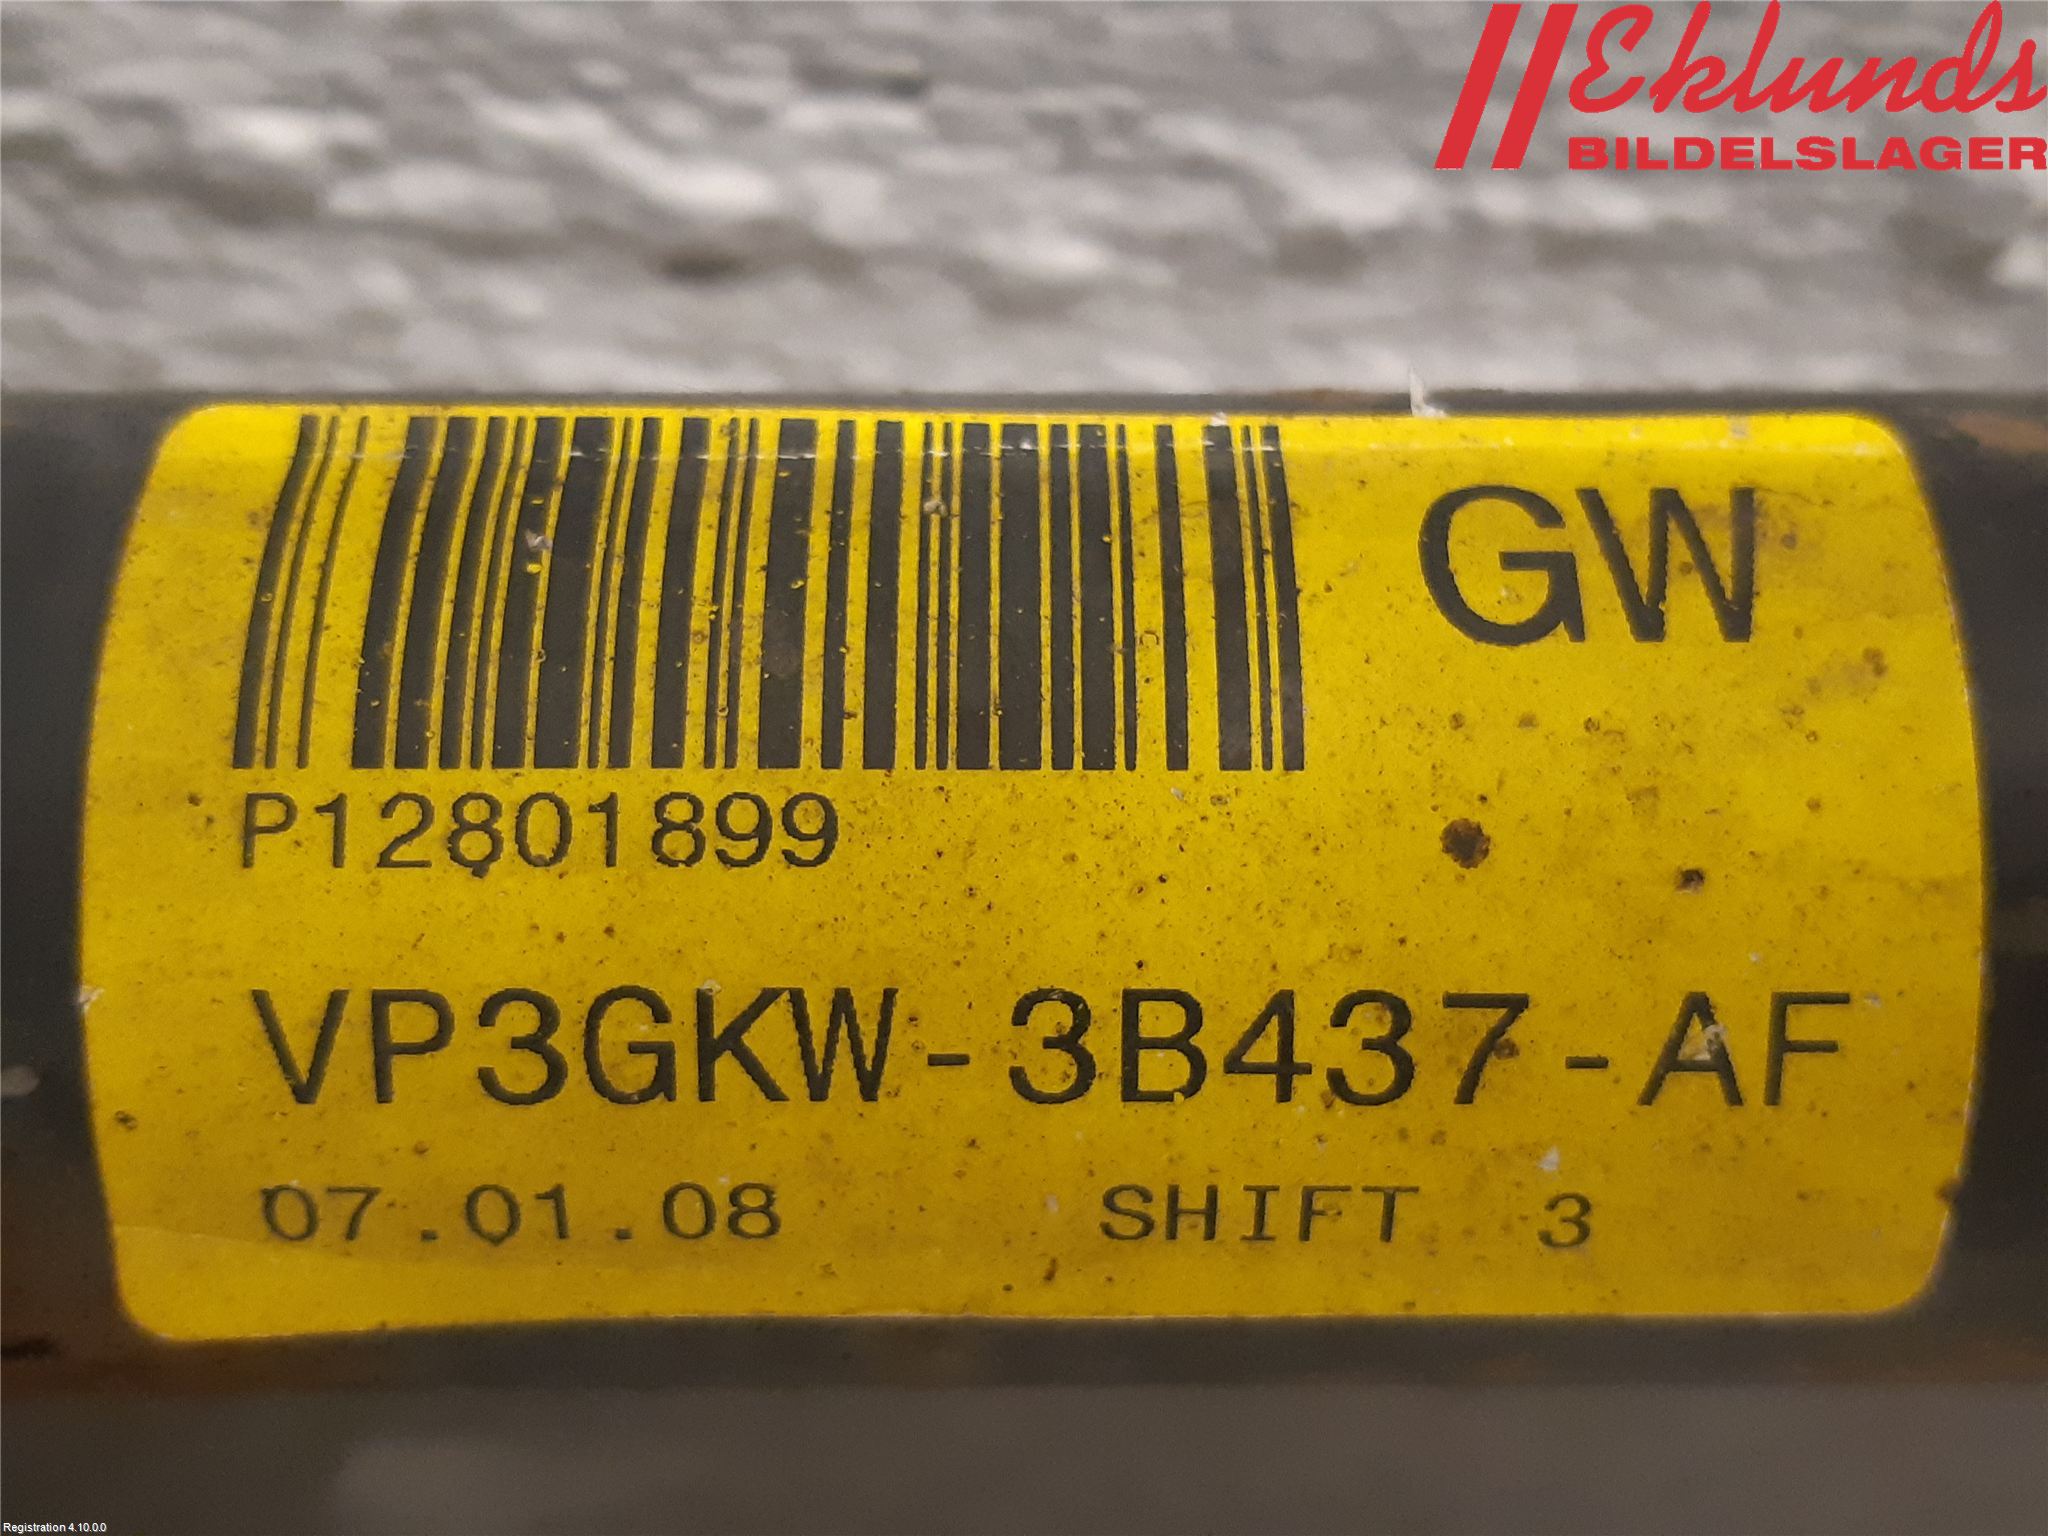 Eklunds
BILDELSLAGER
GW
P12801899
VP3GKW-3B437-AF
07.01.08 SHIFT 3
Registration 4.10.0.0